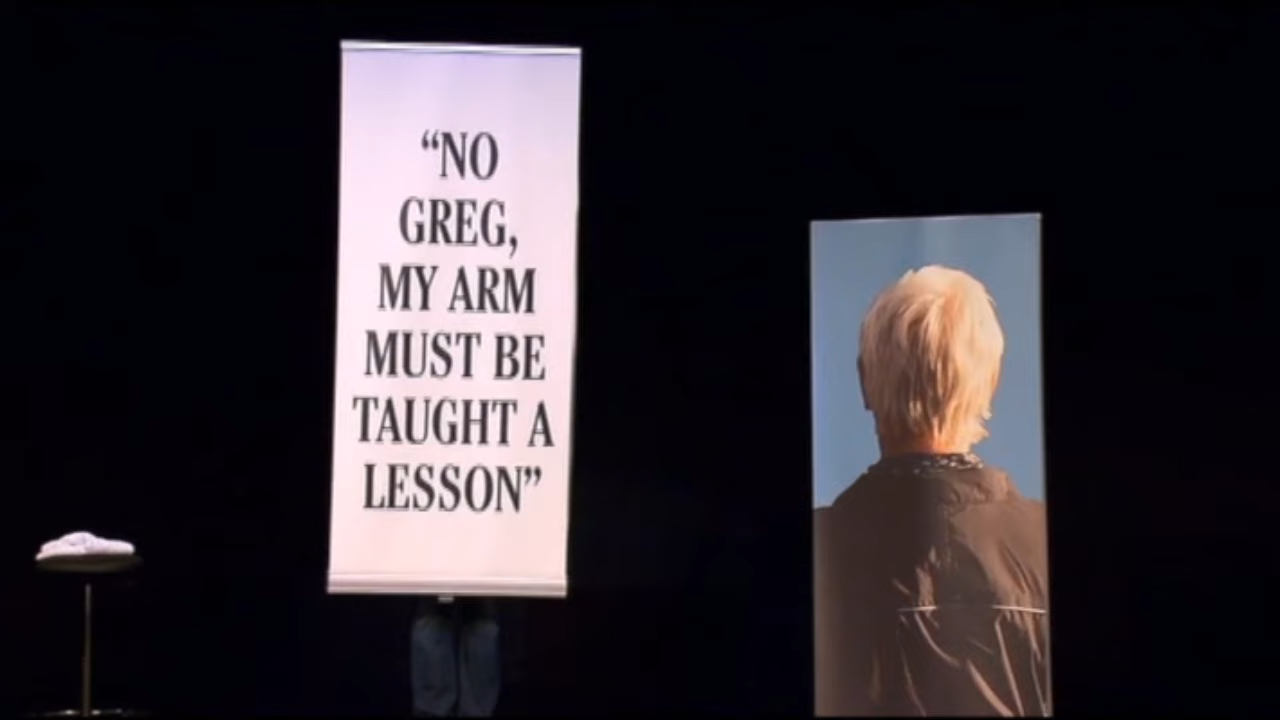 “NO
GREG,
MY ARM
MUST BE
TAUGHT A
LESSON”